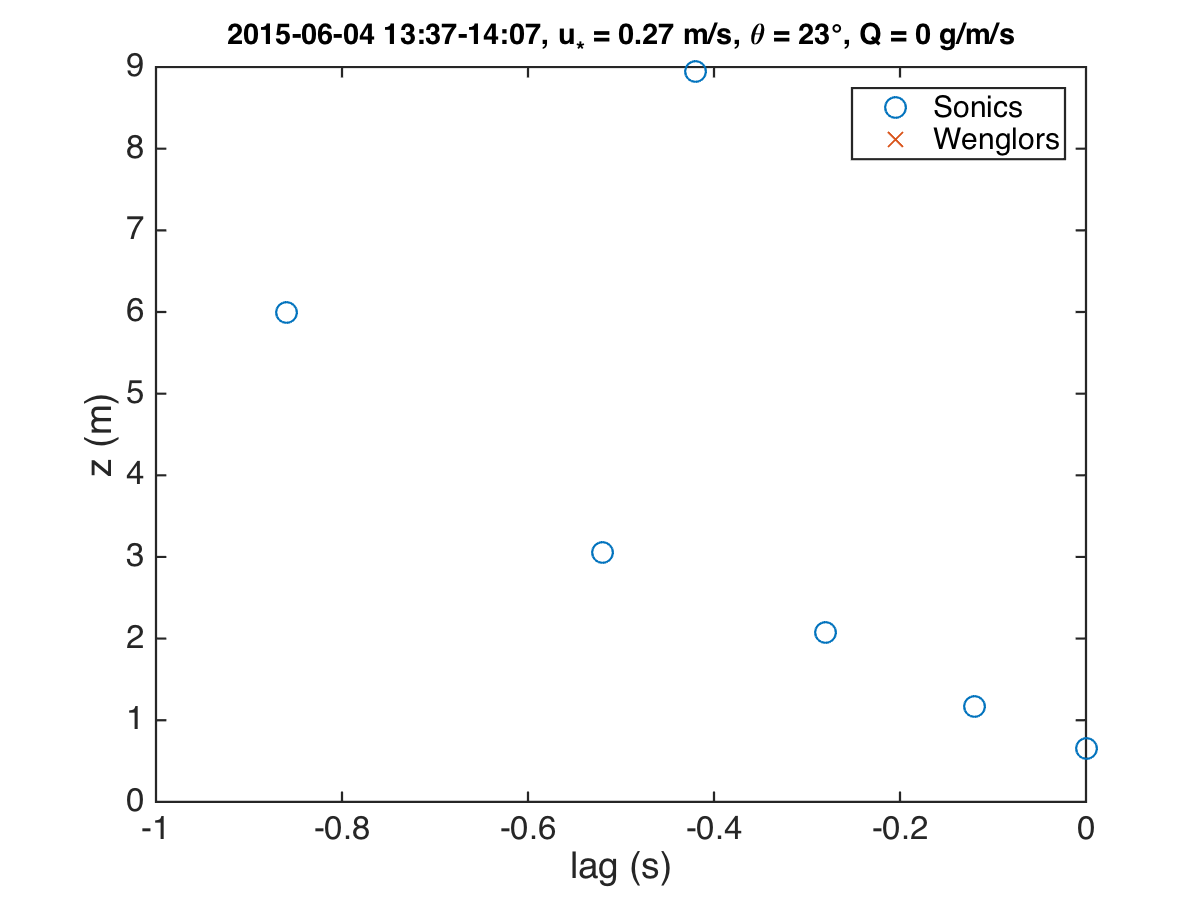 2015-06-04 13:37-14:07, u* = 0.27 m/s, θ = 23°, Q = 0 g/m/s
Sonics
Wenglors
9
8
7
6
5
4
3
2
1
0
z (m)
-1 -0.8 -0.6 -0.4 -0.2 0
lag (s)